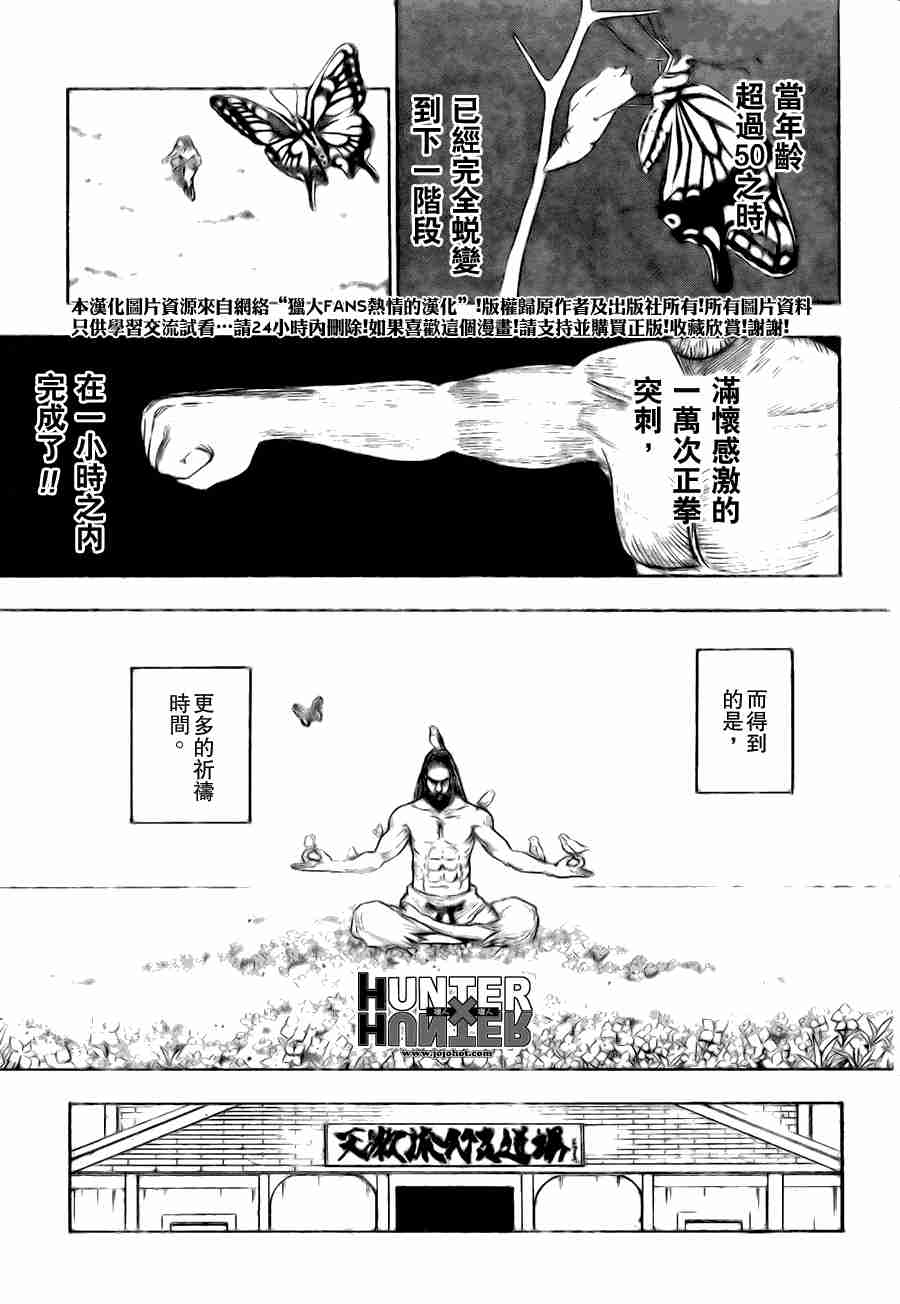 當年齡
超過50之時
已經完全蛻變
到下一階段
本漢化圖片資源來自網絡“獵大FANS熱情的漢化”!版權歸原作者及出版社所有!所有圖片資料
只供學習交流試看…請24小時內刪除!如果喜歡這個漫畫!請支持並購買正版!收藏欣賞!謝謝!
滿懷感激的
一萬次正拳
突刺，
在一小時之內
完成了!!
而得到
的是，
更多的祈禱
時間。
HUNTER
獵人×獵人
HUNTER
www.jojohot.com